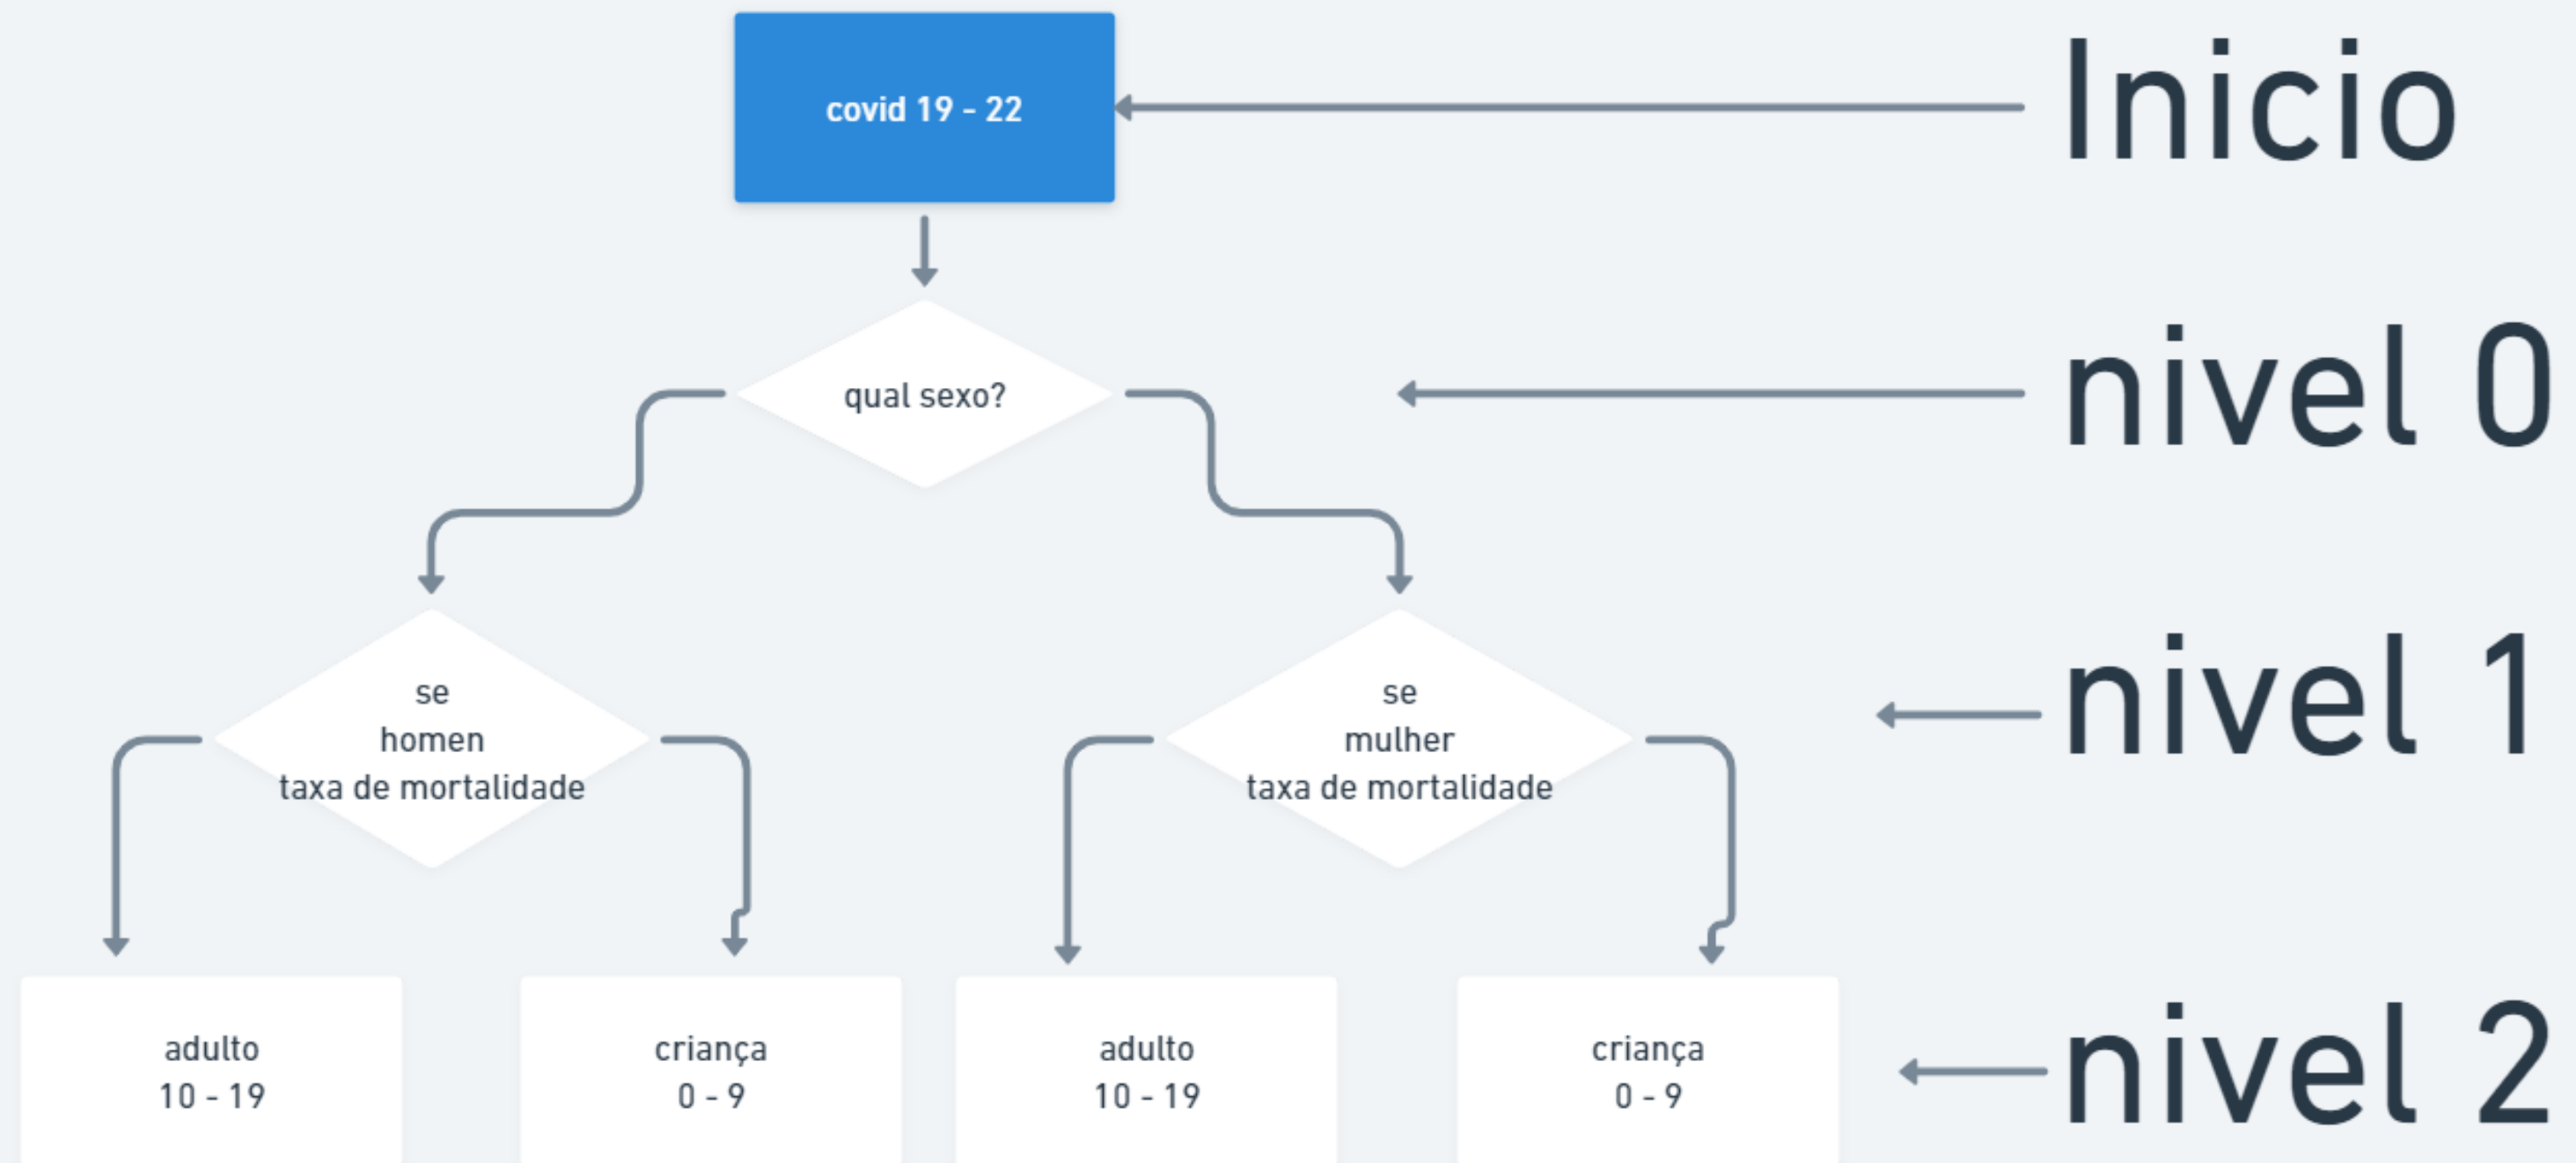 covid 19 - 22
Inicio
qual sexo?
nivel 0
se
homen
taxa de mortalidade
se
mulher
taxa de mortalidade
nivel 1
adulto
10 - 19
criança
0 - 9
adulto
10 - 19
criança
0 - 9
nivel 2